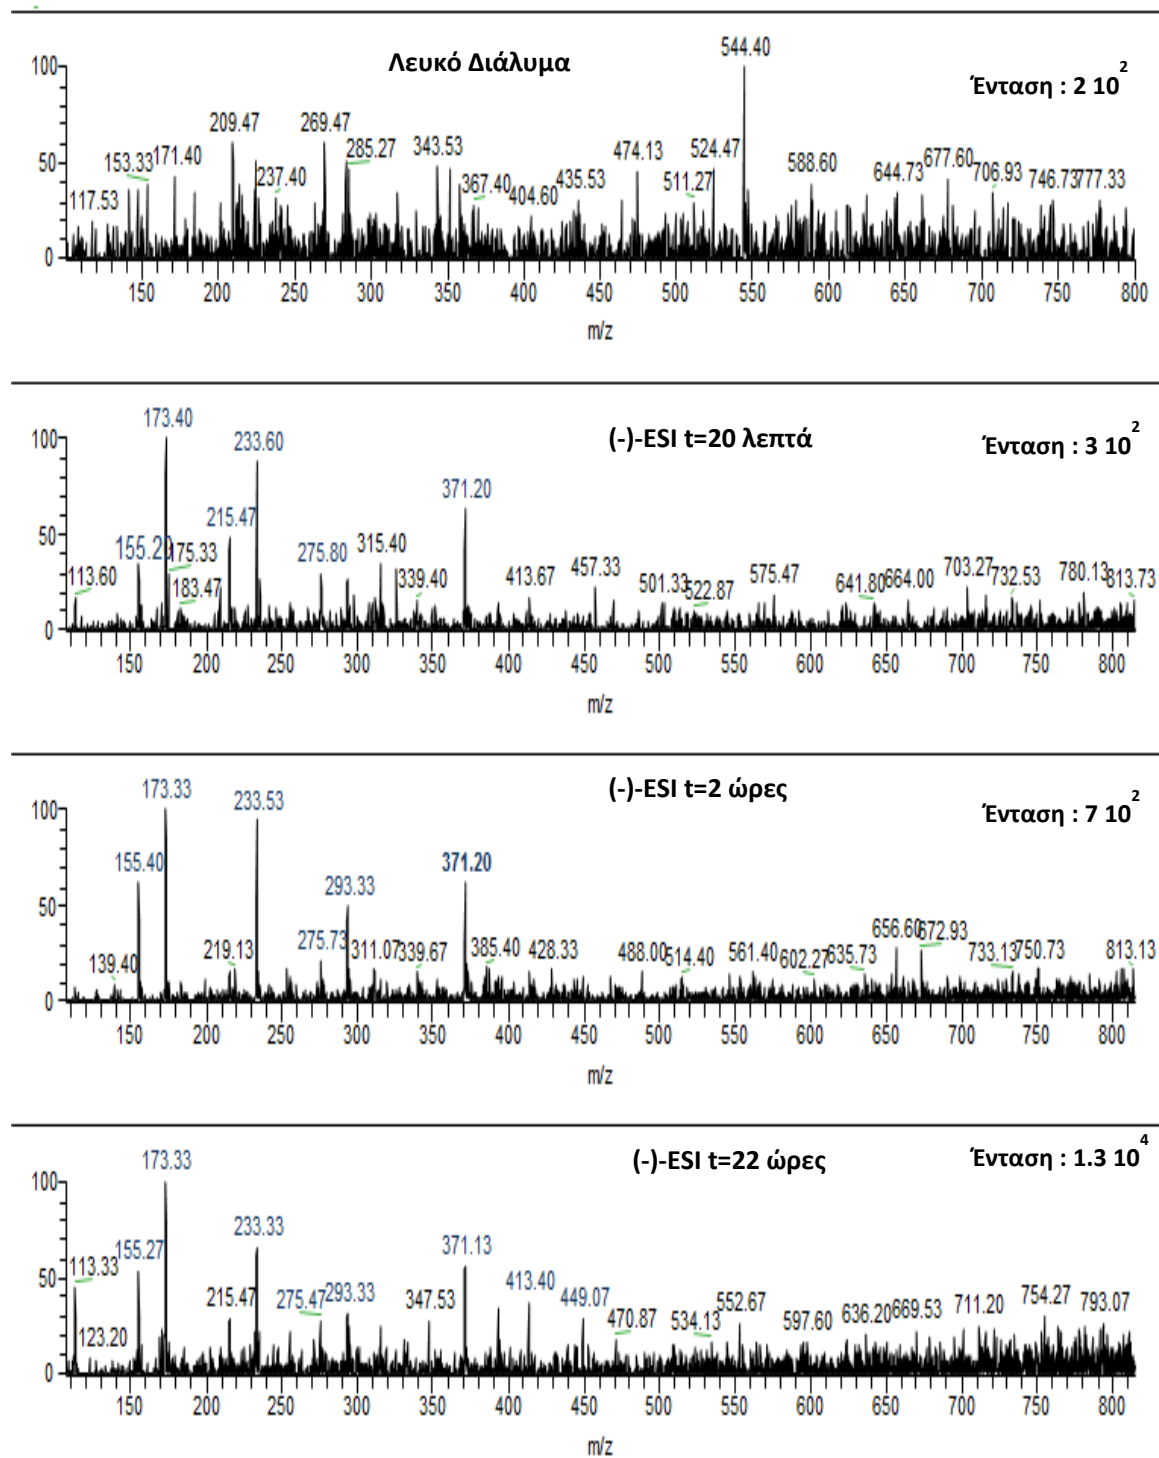 Λευκό Διάλυμα
Ένταση : 2 10²
100
50
0
117.53 153.33 171.40 209.47 237.40 269.47 285.27 343.53 367.40 404.60 435.53 474.13 511.27 524.47 544.40 588.60 644.73 677.60 706.93 746.73 777.33
150 200 250 300 350 400 450 500 550 600 650 700 750 800
m/z
(-)-ESI t=20 λεπτά
Ένταση : 3 10²
100
50
0
113.60 155.20 173.40 175.33 183.47 215.47 233.60 275.80 315.40 339.40 371.20 413.67 457.33 501.33 522.87 575.47 641.80 664.00 703.27 732.53 780.13 813.73
150 200 250 300 350 400 450 500 550 600 650 700 750 800
m/z
(-)-ESI t=2 ώρες
Ένταση : 7 10²
100
50
0
139.40 155.40 173.33 219.13 233.53 275.73 293.33 311.07 339.67 371.20 385.40 428.33 488.00 514.40 561.40 602.27 635.73 656.60 672.93 733.13 750.73 813.13
150 200 250 300 350 400 450 500 550 600 650 700 750 800
m/z
(-)-ESI t=22 ώρες
Ένταση : 1.3 10⁴
100
50
0
113.33 123.20 155.27 173.33 215.47 233.33 275.47 293.33 347.53 371.13 413.40 449.07 470.87 534.13 552.67 597.60 636.20 669.53 711.20 754.27 793.07
150 200 250 300 350 400 450 500 550 600 650 700 750 800
m/z